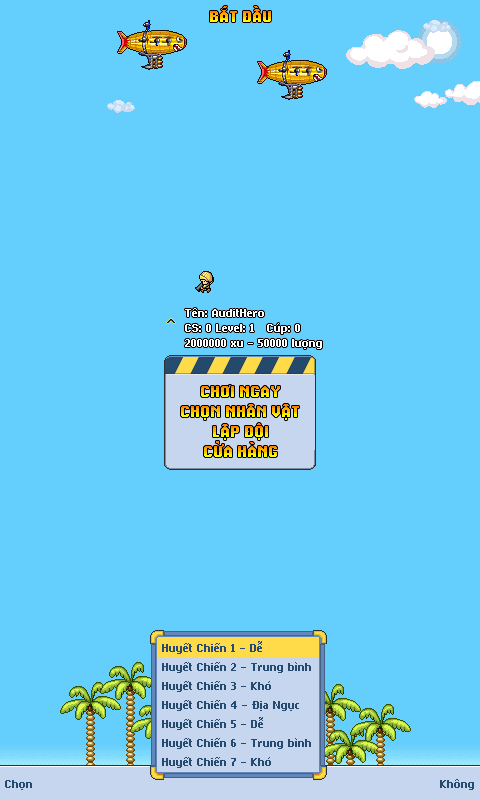 BẮT ĐẦU
Tên: AuditHero
CS: 0 Level: 1 Cúp: 0
2000000 xu - 50000 lượng
CHƠI NGAY
CHỌN NHÂN VẬT
LẬP ĐỘI
CỬA HÀNG
Huyết Chiến 1 - Dễ
Huyết Chiến 2 - Trung bình
Huyết Chiến 3 - Khó
Huyết Chiến 4 - Địa Ngục
Huyết Chiến 5 - Dễ
Huyết Chiến 6 - Trung bình
Huyết Chiến 7 - Khó
Chọn
Không